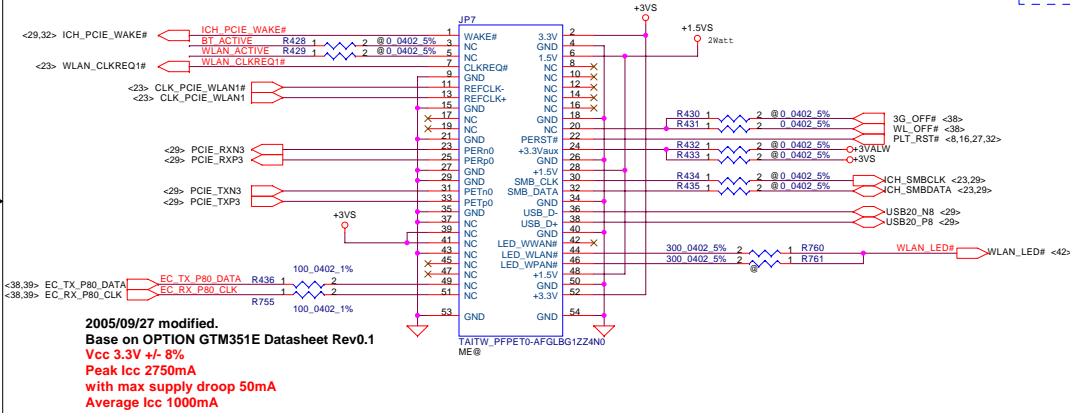 +3VS
JP7
+1.5VS
2Watt
<29,32> ICH_PCIE_WAKE#
ICH_PCIE_WAKE#
1 WAKE# 3.3V 2
BT_ACTIVE R428 1 2 @0_0402_5%
3 NC GND 4
WLAN_ACTIVE R429 1 2 @0_0402_5%
5 NC 1.5V 6
<23> WLAN_CLKREQ1#
WLAN_CLKREQ1#
7 CLKREQ# NC 8
9 GND NC 10
<23> CLK_PCIE_WLAN1#
11 REFCLK- NC 12
<23> CLK_PCIE_WLAN1
13 REFCLK+ NC 14
15 GND NC 16
17 NC GND 18
R430 1 2 @0_0402_5% 3G_OFF# <38>
19 NC NC 20
R431 1 2 0_0402_5% WL_OFF# <38>
21 GND PERST# 22
PLT_RST# <8,16,27,32>
<29> PCIE_RXN3
23 PERn0 +3.3Vaux 24
R432 1 2 @0_0402_5% +3VALW
<29> PCIE_RXP3
25 PERp0 GND 26
R433 1 2 0_0402_5% +3VS
27 GND +1.5V 28
29 GND SMB_CLK 30
R434 1 2 @0_0402_5% ICH_SMBCLK <23,29>
<29> PCIE_TXN3
31 PETn0 SMB_DATA 32
R435 1 2 @0_0402_5% ICH_SMBDATA <23,29>
<29> PCIE_TXP3
33 PETp0 GND 34
35 GND USB_D- 36
USB20_N8 <29>
+3VS
37 NC USB_D+ 38
USB20_P8 <29>
39 NC GND 40
41 NC LED_WWAN# 42
43 NC LED_WLAN# 44
300_0402_5% 2 1 R760
WLAN_LED#
WLAN_LED# <42>
45 NC LED_WPAN# 46
300_0402_5% 2 1 R761
@
47 NC +1.5V 48
100_0402_1%
<38,39> EC_TX_P80_DATA
EC_TX_P80_DATA R436 1 2
49 NC GND 50
<38,39> EC_RX_P80_CLK
EC_RX_P80_CLK 1 2
51 NC +3.3V 52
R755
100_0402_1%
53 GND GND 54
TAITW_PFPET0-AFGLBG1ZZ4N0
ME@
2005/09/27 modified.
Base on OPTION GTM351E Datasheet Rev0.1
Vcc 3.3V +/- 8%
Peak Icc 2750mA
with max supply droop 50mA
Average Icc 1000mA